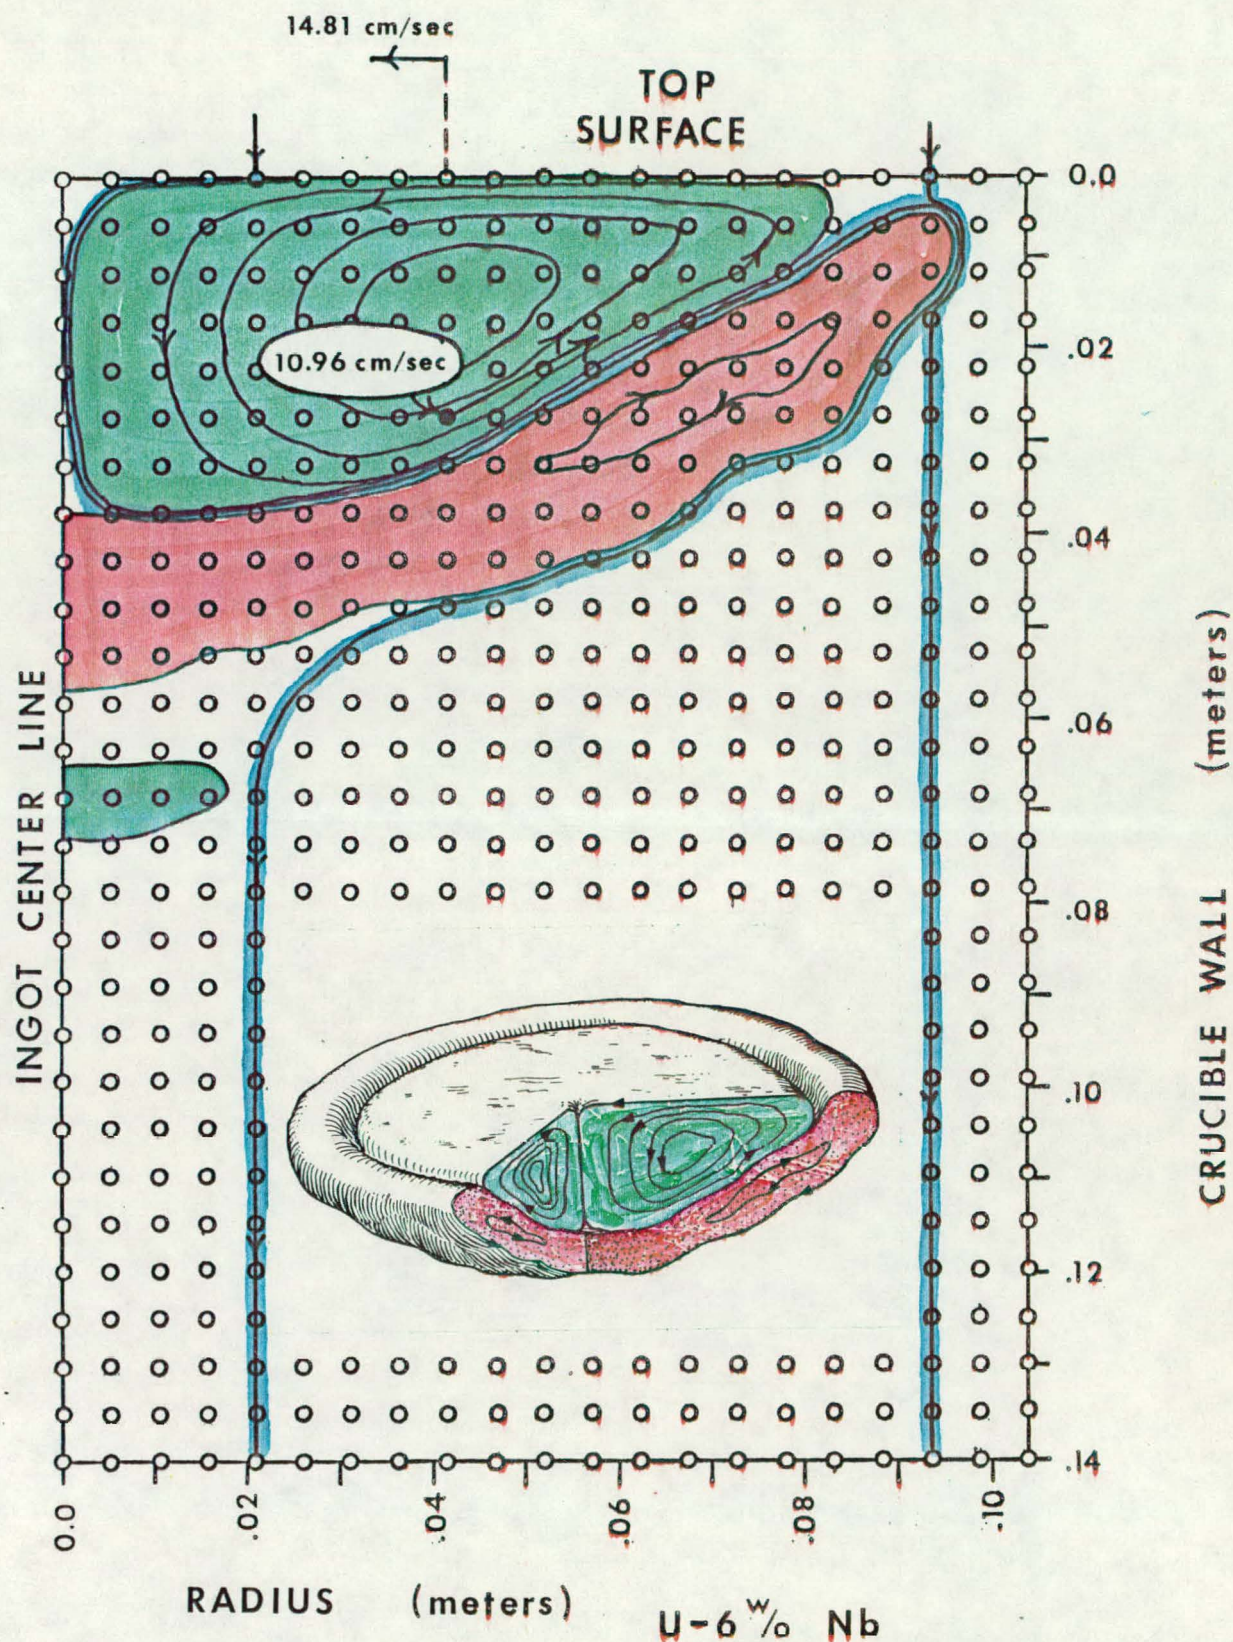 14.81 cm/sec
TOP
SURFACE
10.96 cm/sec
INGOT CENTER LINE
0.0
.02
.04
.06
.08
.10
.12
.14
CRUCIBLE WALL (meters)
0.0
.02
.04
.06
.08
.10
RADIUS (meters)
U-6 w/o Nb